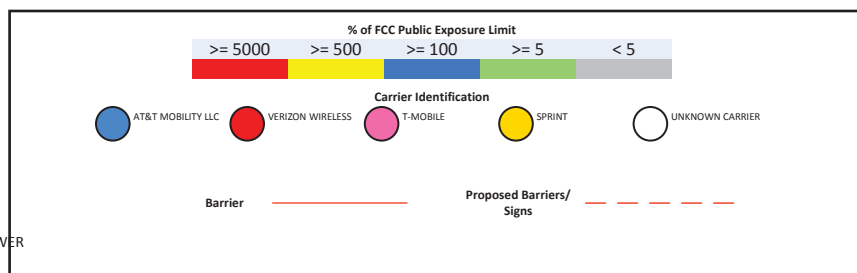 % of FCC Public Exposure Limit
>= 5000 >= 500 >= 100 >= 5 < 5
Carrier Identification
AT&T MOBILITY LLC VERIZON WIRELESS T-MOBILE SPRINT UNKNOWN CARRIER
Barrier Proposed Barriers/
Signs
VER